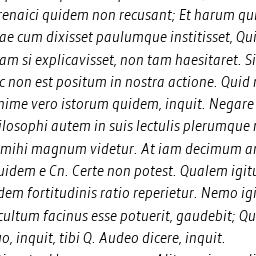 renaici quidem non recusant; Et harum qu
ae cum dixisset paulumque institisset, Qui
am si explicavisset, non tam haesitaret. Si
c non est positum in nostra actione. Quid n
nime vero istorum quidem, inquit. Negare
ilosophi autem in suis lectulis plerumque
mihi magnum videtur. At iam decimum a
uidem e Cn. Certe non potest. Qualem igitu
dem fortitudinis ratio reperietur. Nemo igi
cultum facinus esse potuerit, gaudebit; Qu
o, inquit, tibi Q. Audeo dicere, inquit.